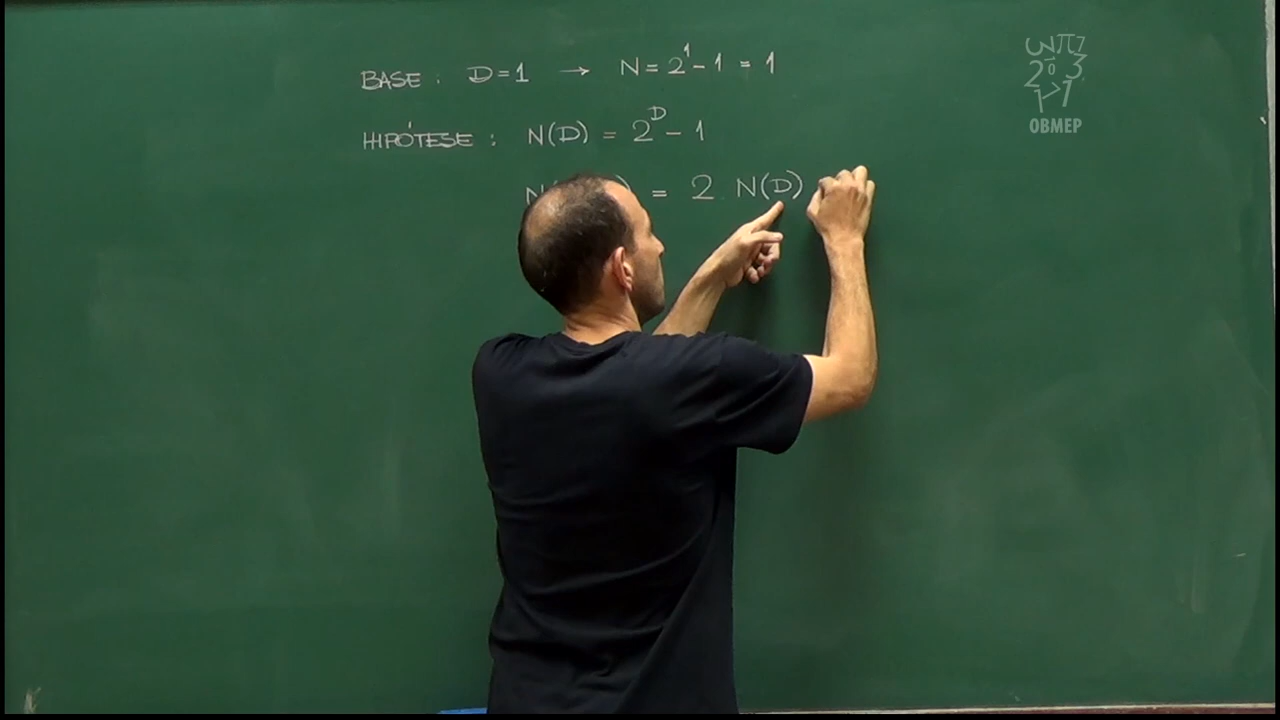 BASE : D=1 → N = 2¹ - 1 = 1
HIPÓTESE : N(D) = 2ᴰ - 1
N( ) = 2 . N(D)
OBMEP